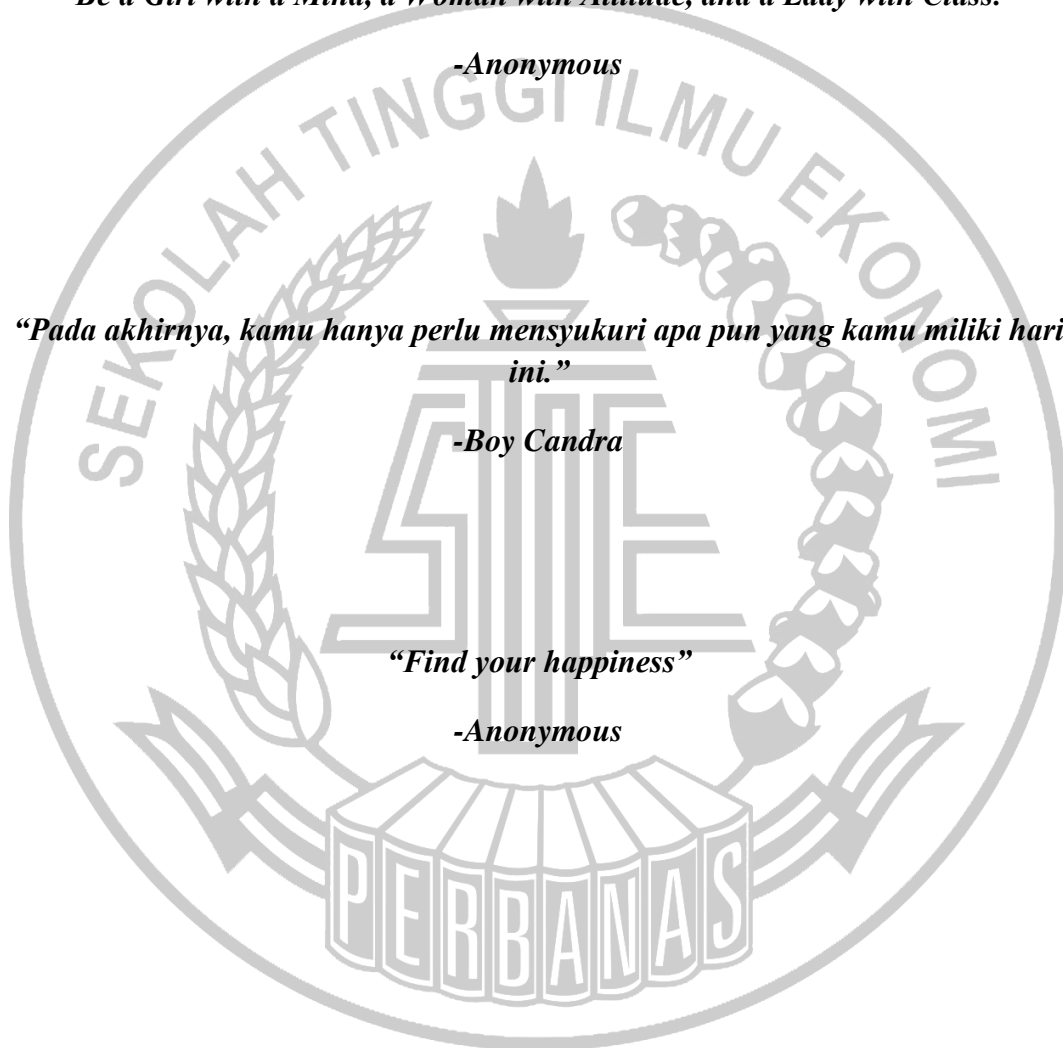 Be a Girl with a Mind, a Woman with Attitude, and a Lady with Class.
-Anonymous
SEKOLAH TINGGI ILMU EKONOMI
“Pada akhirnya, kamu hanya perlu mensyukuri apa pun yang kamu miliki hari
ini.”
-Boy Candra
STIE
“Find your happiness”
-Anonymous
PERBANAS